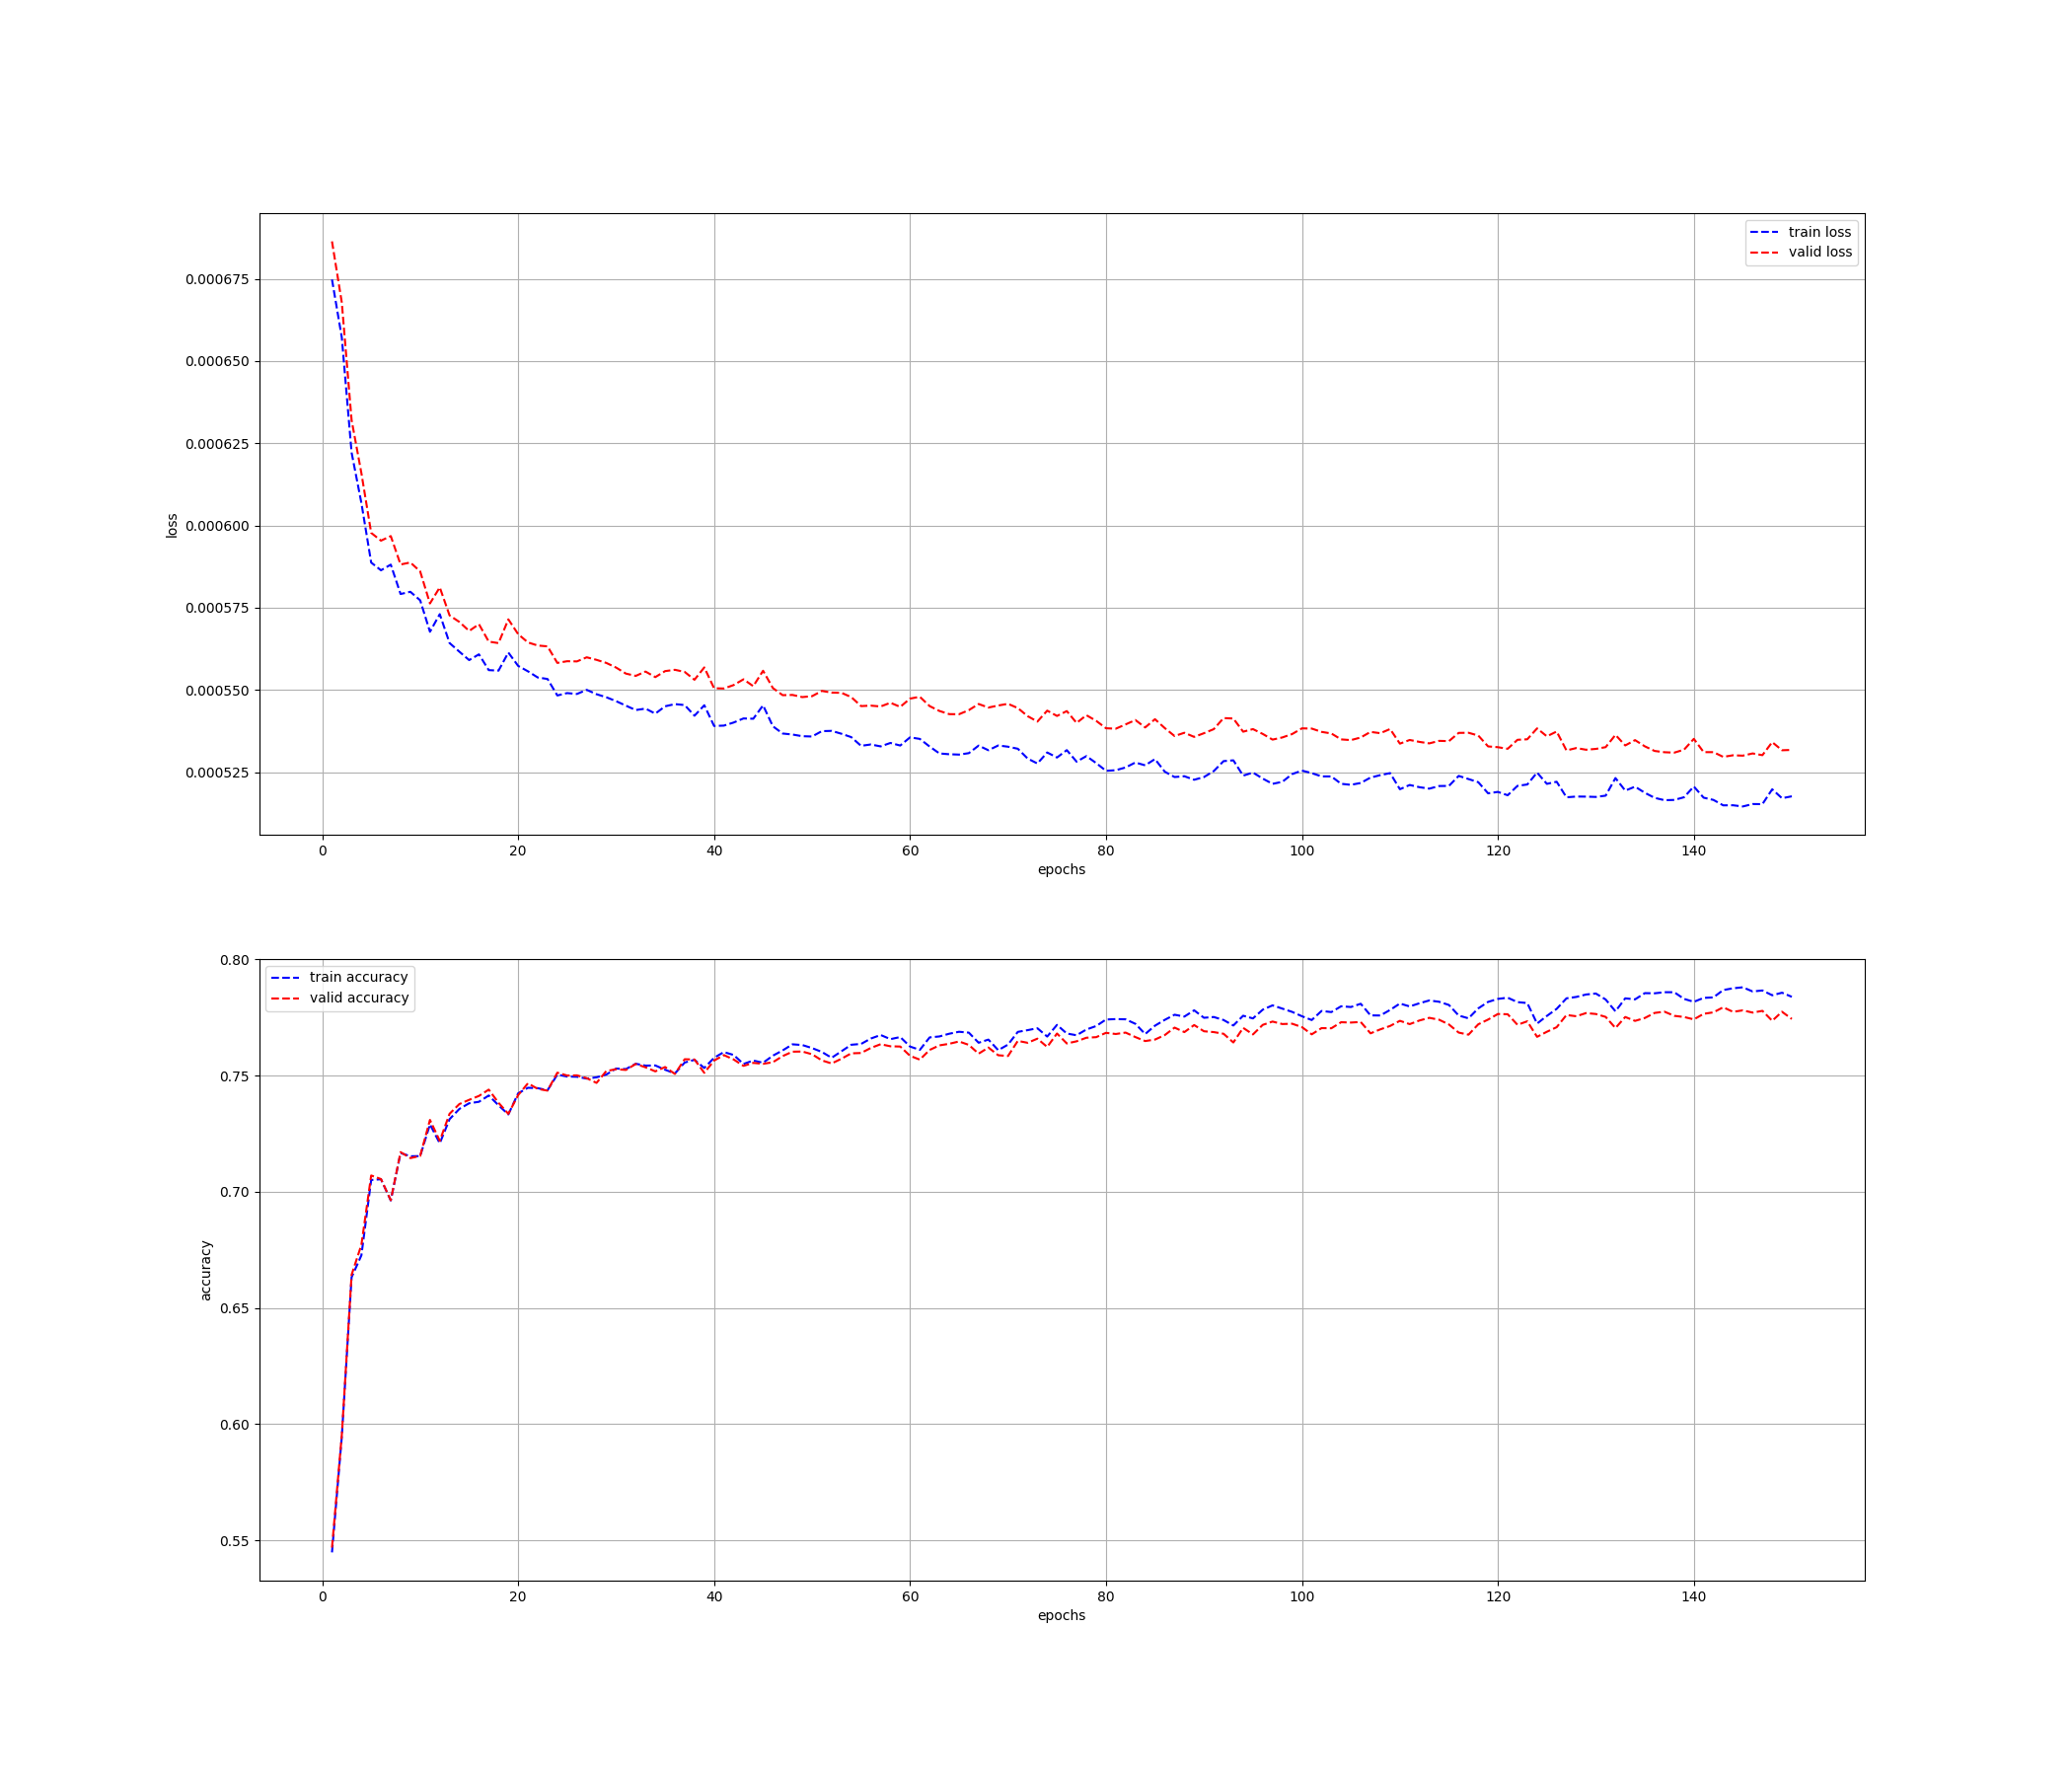 train loss
valid loss
0.000675
0.000650
0.000625
0.000600
0.000575
0.000550
0.000525
loss
0 20 40 60 80 100 120 140
epochs
train accuracy
valid accuracy
0.80
0.75
0.70
0.65
0.60
0.55
accuracy
0 20 40 60 80 100 120 140
epochs